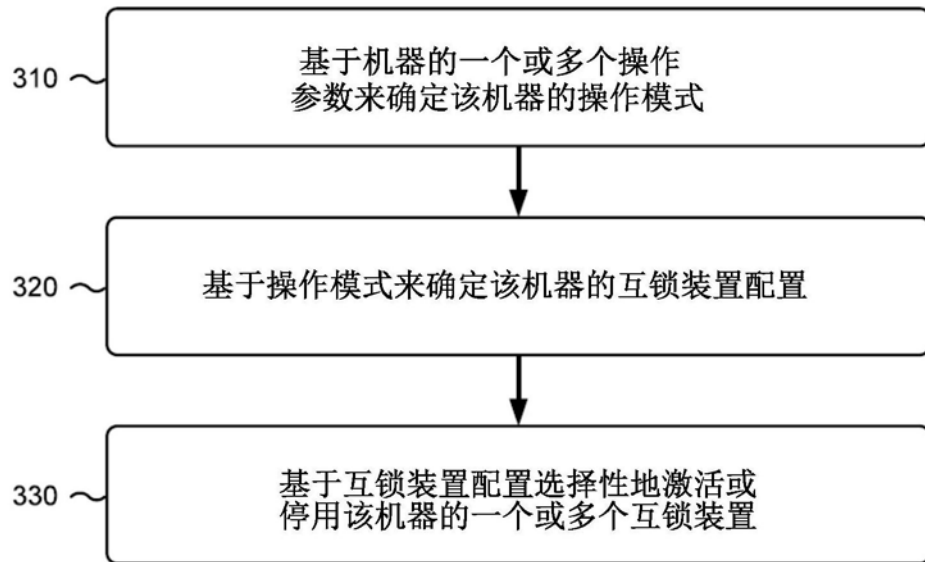 310
基于机器的一个或多个操作
参数来确定该机器的操作模式
320
基于操作模式来确定该机器的互锁装置配置
330
基于互锁装置配置选择性地激活或
停用该机器的一个或多个互锁装置